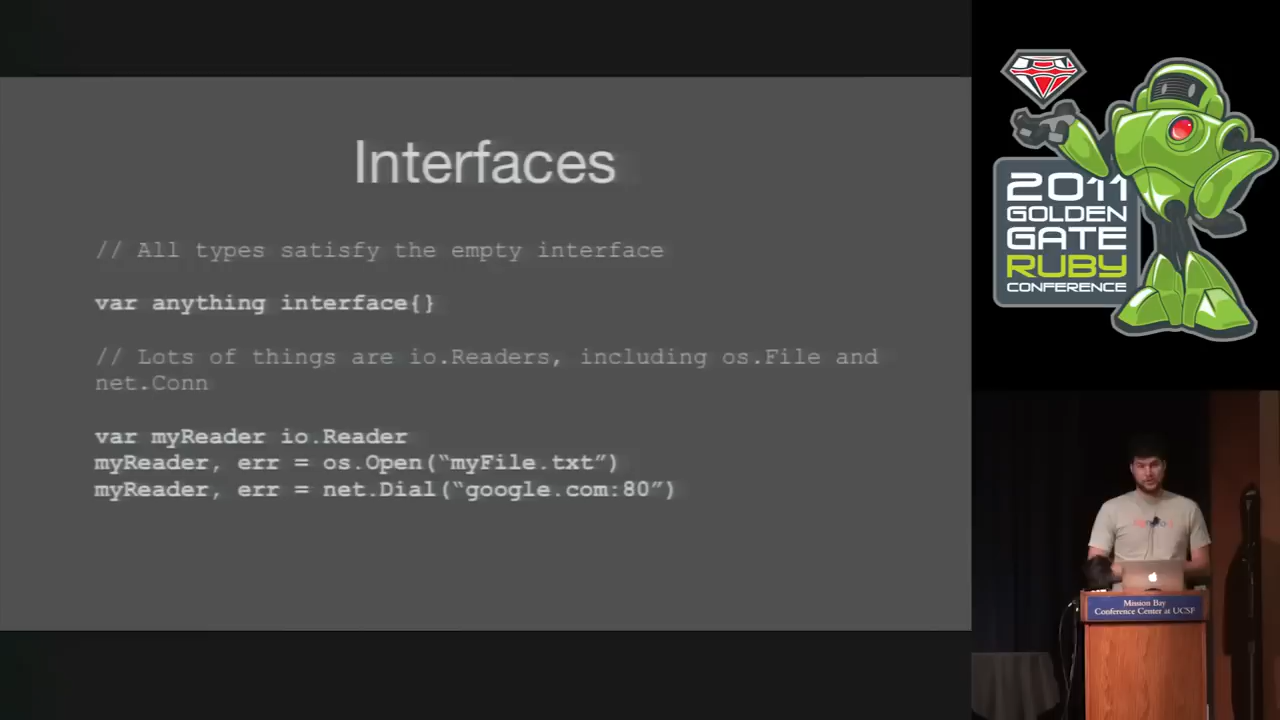 Interfaces
// All types satisfy the empty interface
var anything interface{}
// Lots of things are io.Readers, including os.File and
net.Conn
var myReader io.Reader
myReader, err = os.Open(“myFile.txt”)
myReader, err = net.Dial(“google.com:80”)
2011
GOLDEN
GATE
RUBY
CONFERENCE
Mission Bay
Conference Center at UCSF